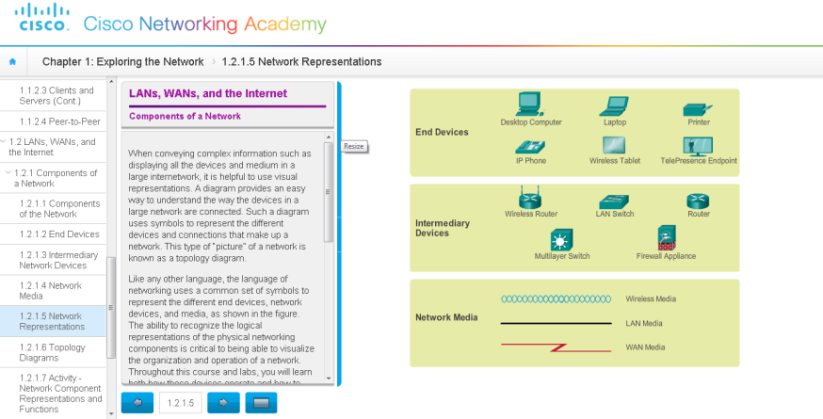 cisco. Cisco Networking Academy
Chapter 1: Exploring the Network 1.2.1.5 Network Representations
1.1.2.3 Clients and
Servers (Cont.)
1.1.2.4 Peer-to-Peer
1.2 LANs, WANs, and
the Internet
1.2.1 Components of
a Network
1.2.1.1 Components
of the Network
1.2.1.2 End Devices
1.2.1.3 Intermediary
Network Devices
1.2.1.4 Network
Media
1.2.1.5 Network
Representations
1.2.1.6 Topology
Diagrams
1.2.1.7 Activity -
Network Component
Representations and
Functions
LANs, WANs, and the Internet
Components of a Network
When conveying complex information such as
displaying all the devices and medium in a
large internetwork, it is helpful to use visual
representations. A diagram provides an easy
way to understand the way the devices in a
large network are connected. Such a diagram
uses symbols to represent the different
devices and connections that make up a
network. This type of "picture" of a network is
known as a topology diagram.
Like any other language, the language of
networking uses a common set of symbols to
represent the different end devices, network
devices, and media, as shown in the figure.
The ability to recognize the logical
representations of the physical networking
components is critical to being able to visualize
the organization and operation of a network.
Throughout this course and labs, you will learn
both how these devices operate and how to
1.2.1.5
Resize
End Devices
Desktop Computer
Laptop
Printer
IP Phone
Wireless Tablet
TelePresence Endpoint
Intermediary
Devices
Wireless Router
LAN Switch
Router
Multilayer Switch
Firewall Appliance
Network Media
Wireless Media
LAN Media
WAN Media